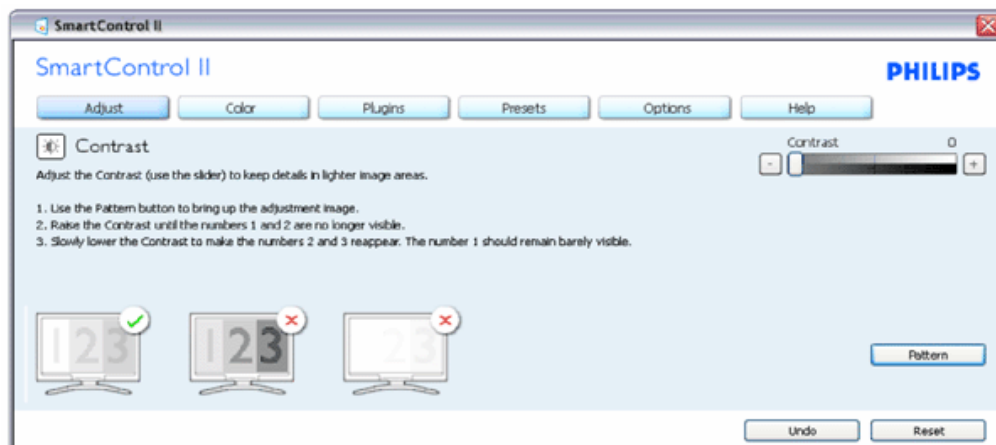 SmartControl II
SmartControl II
PHILIPS
Adjust Color Plugins Presets Options Help
Contrast
Contrast 0
Adjust the Contrast (use the slider) to keep details in lighter image areas.
- +
1. Use the Pattern button to bring up the adjustment image.
2. Raise the Contrast until the numbers 1 and 2 are no longer visible.
3. Slowly lower the Contrast to make the numbers 2 and 3 reappear. The number 1 should remain barely visible.
123 123 23
Pattern
Undo Reset